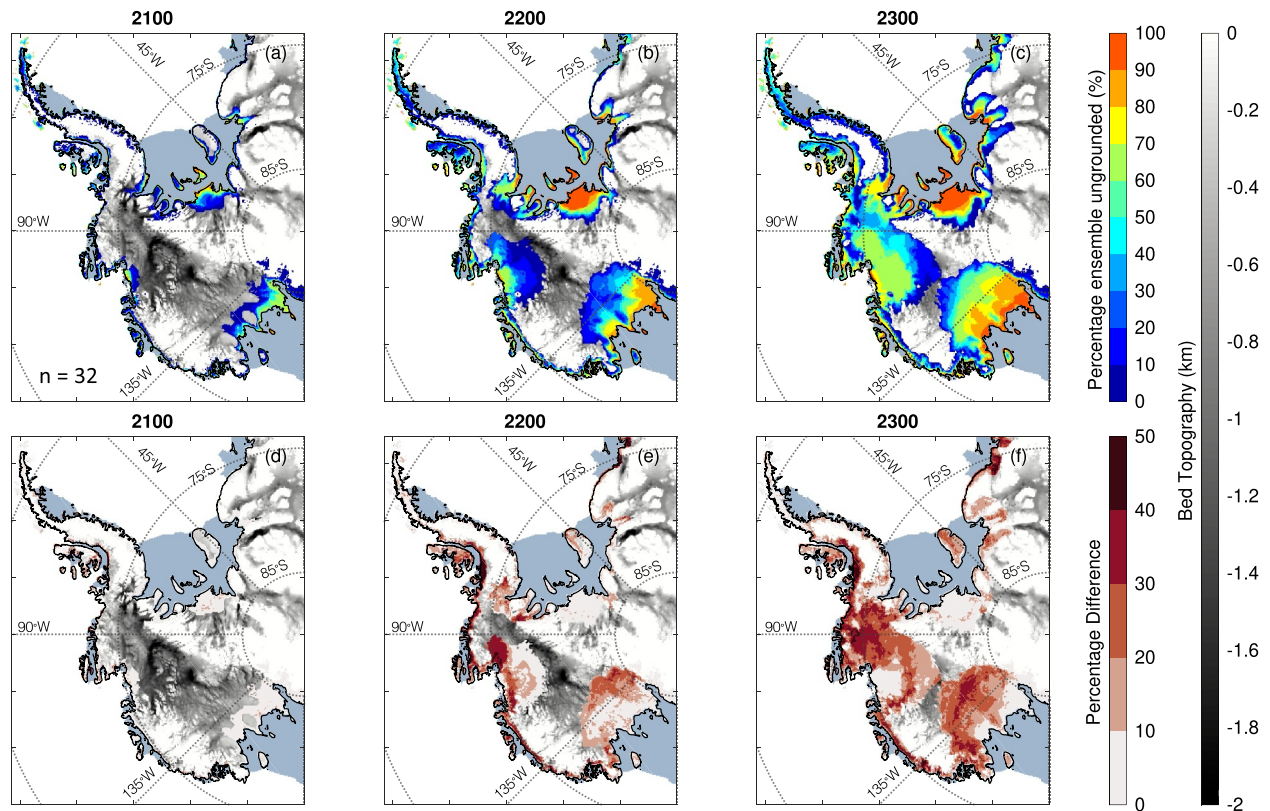 2100
2200
2300
(a)
45°W
75°S
85°S
90°W
135°W
n = 32
(b)
45°W
75°S
85°S
90°W
135°W
(c)
45°W
75°S
85°S
90°W
135°W
Percentage ensemble ungrounded (%)
100
90
80
70
60
50
40
30
20
10
0
Bed Topography (km)
0
-0.2
-0.4
-0.6
-0.8
-1
-1.2
-1.4
-1.6
-1.8
-2
2100
2200
2300
(d)
45°W
75°S
85°S
90°W
135°W
(e)
45°W
75°S
85°S
90°W
135°W
(f)
45°W
75°S
85°S
90°W
135°W
Percentage Difference
50
40
30
20
10
0